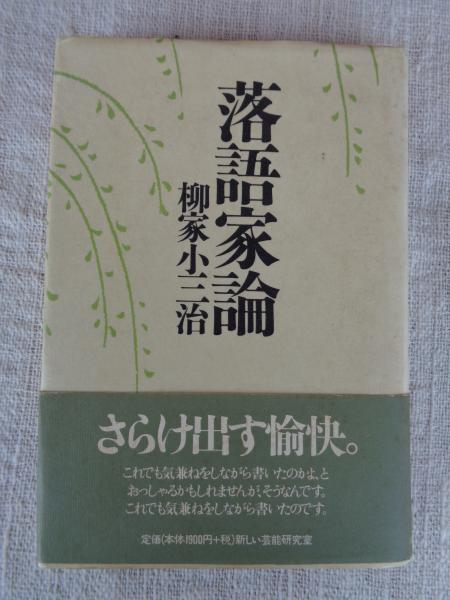 落語家論
柳家小三治
さらけ出す愉快。
これでも気兼ねをしながら書いたのかよ、と
おっしゃるかもしれませんが、そうなんです。
これでも気兼ねをしながら書いたのです。
定価(本体1900円+税)新しい芸能研究室